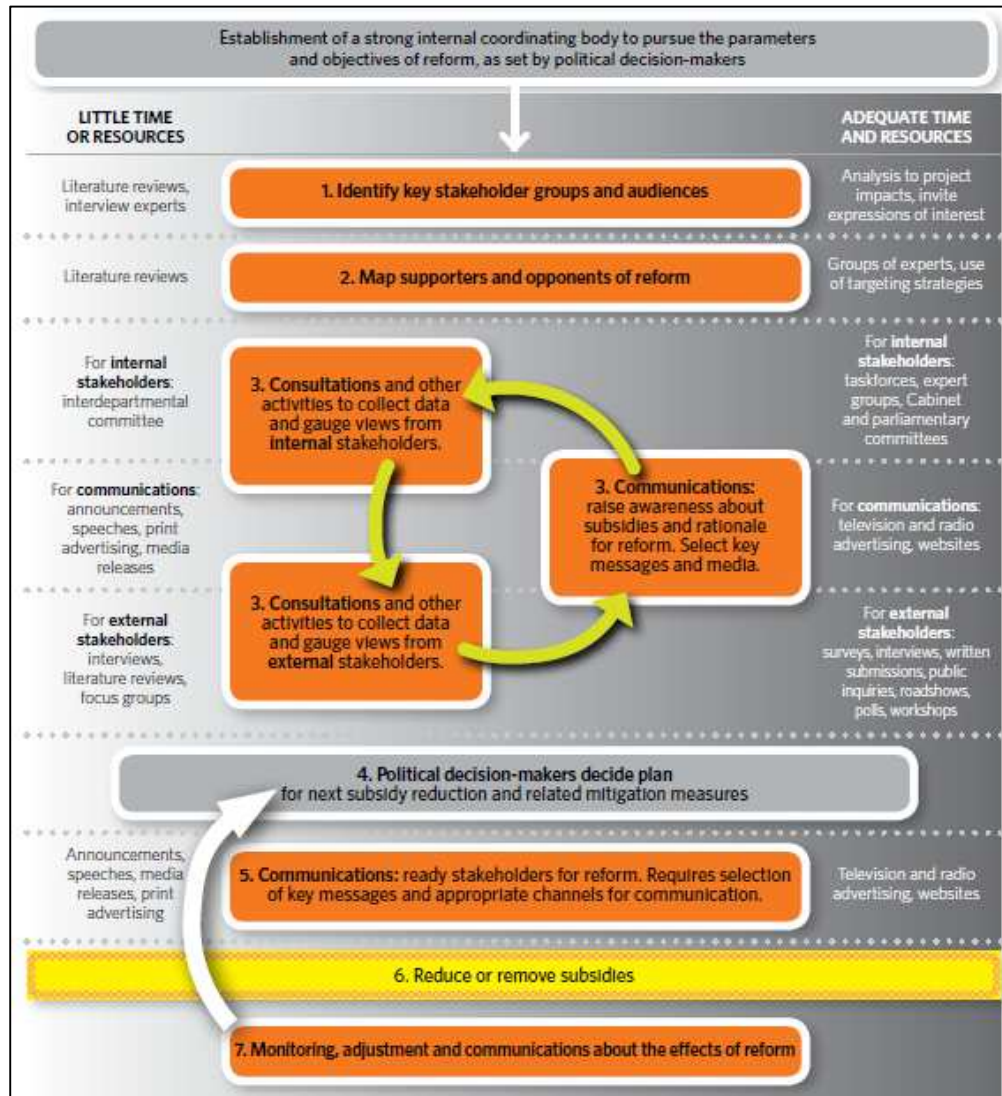 Establishment of a strong internal coordinating body to pursue the parameters
and objectives of reform, as set by political decision-makers
LITTLE TIME
OR RESOURCES
ADEQUATE TIME
AND RESOURCES
Literature reviews,
interview experts
1. Identify key stakeholder groups and audiences
Analysis to project
impacts, invite
expressions of interest
Literature reviews
2. Map supporters and opponents of reform
Groups of experts, use
of targeting strategies
For internal
stakeholders:
interdepartmental
committee
3. Consultations and other
activities to collect data
and gauge views from
internal stakeholders.
For internal
stakeholders:
taskforces, expert
groups, Cabinet
and parliamentary
committees
For communications:
announcements,
speeches, print
advertising, media
releases
3. Communications:
raise awareness about
subsidies and rationale
for reform. Select key
messages and media.
For communications:
television and radio
advertising, websites
For external
stakeholders:
interviews,
literature reviews,
focus groups
3. Consultations and other
activities to collect data
and gauge views from
external stakeholders.
For external
stakeholders:
surveys, interviews, written
submissions, public
inquiries, roadshows,
polls, workshops
4. Political decision-makers decide plan
for next subsidy reduction and related mitigation measures
Announcements,
speeches, media
releases, print
advertising
5. Communications: ready stakeholders for reform. Requires selection
of key messages and appropriate channels for communication.
Television and radio
advertising, websites
6. Reduce or remove subsidies
7. Monitoring, adjustment and communications about the effects of reform